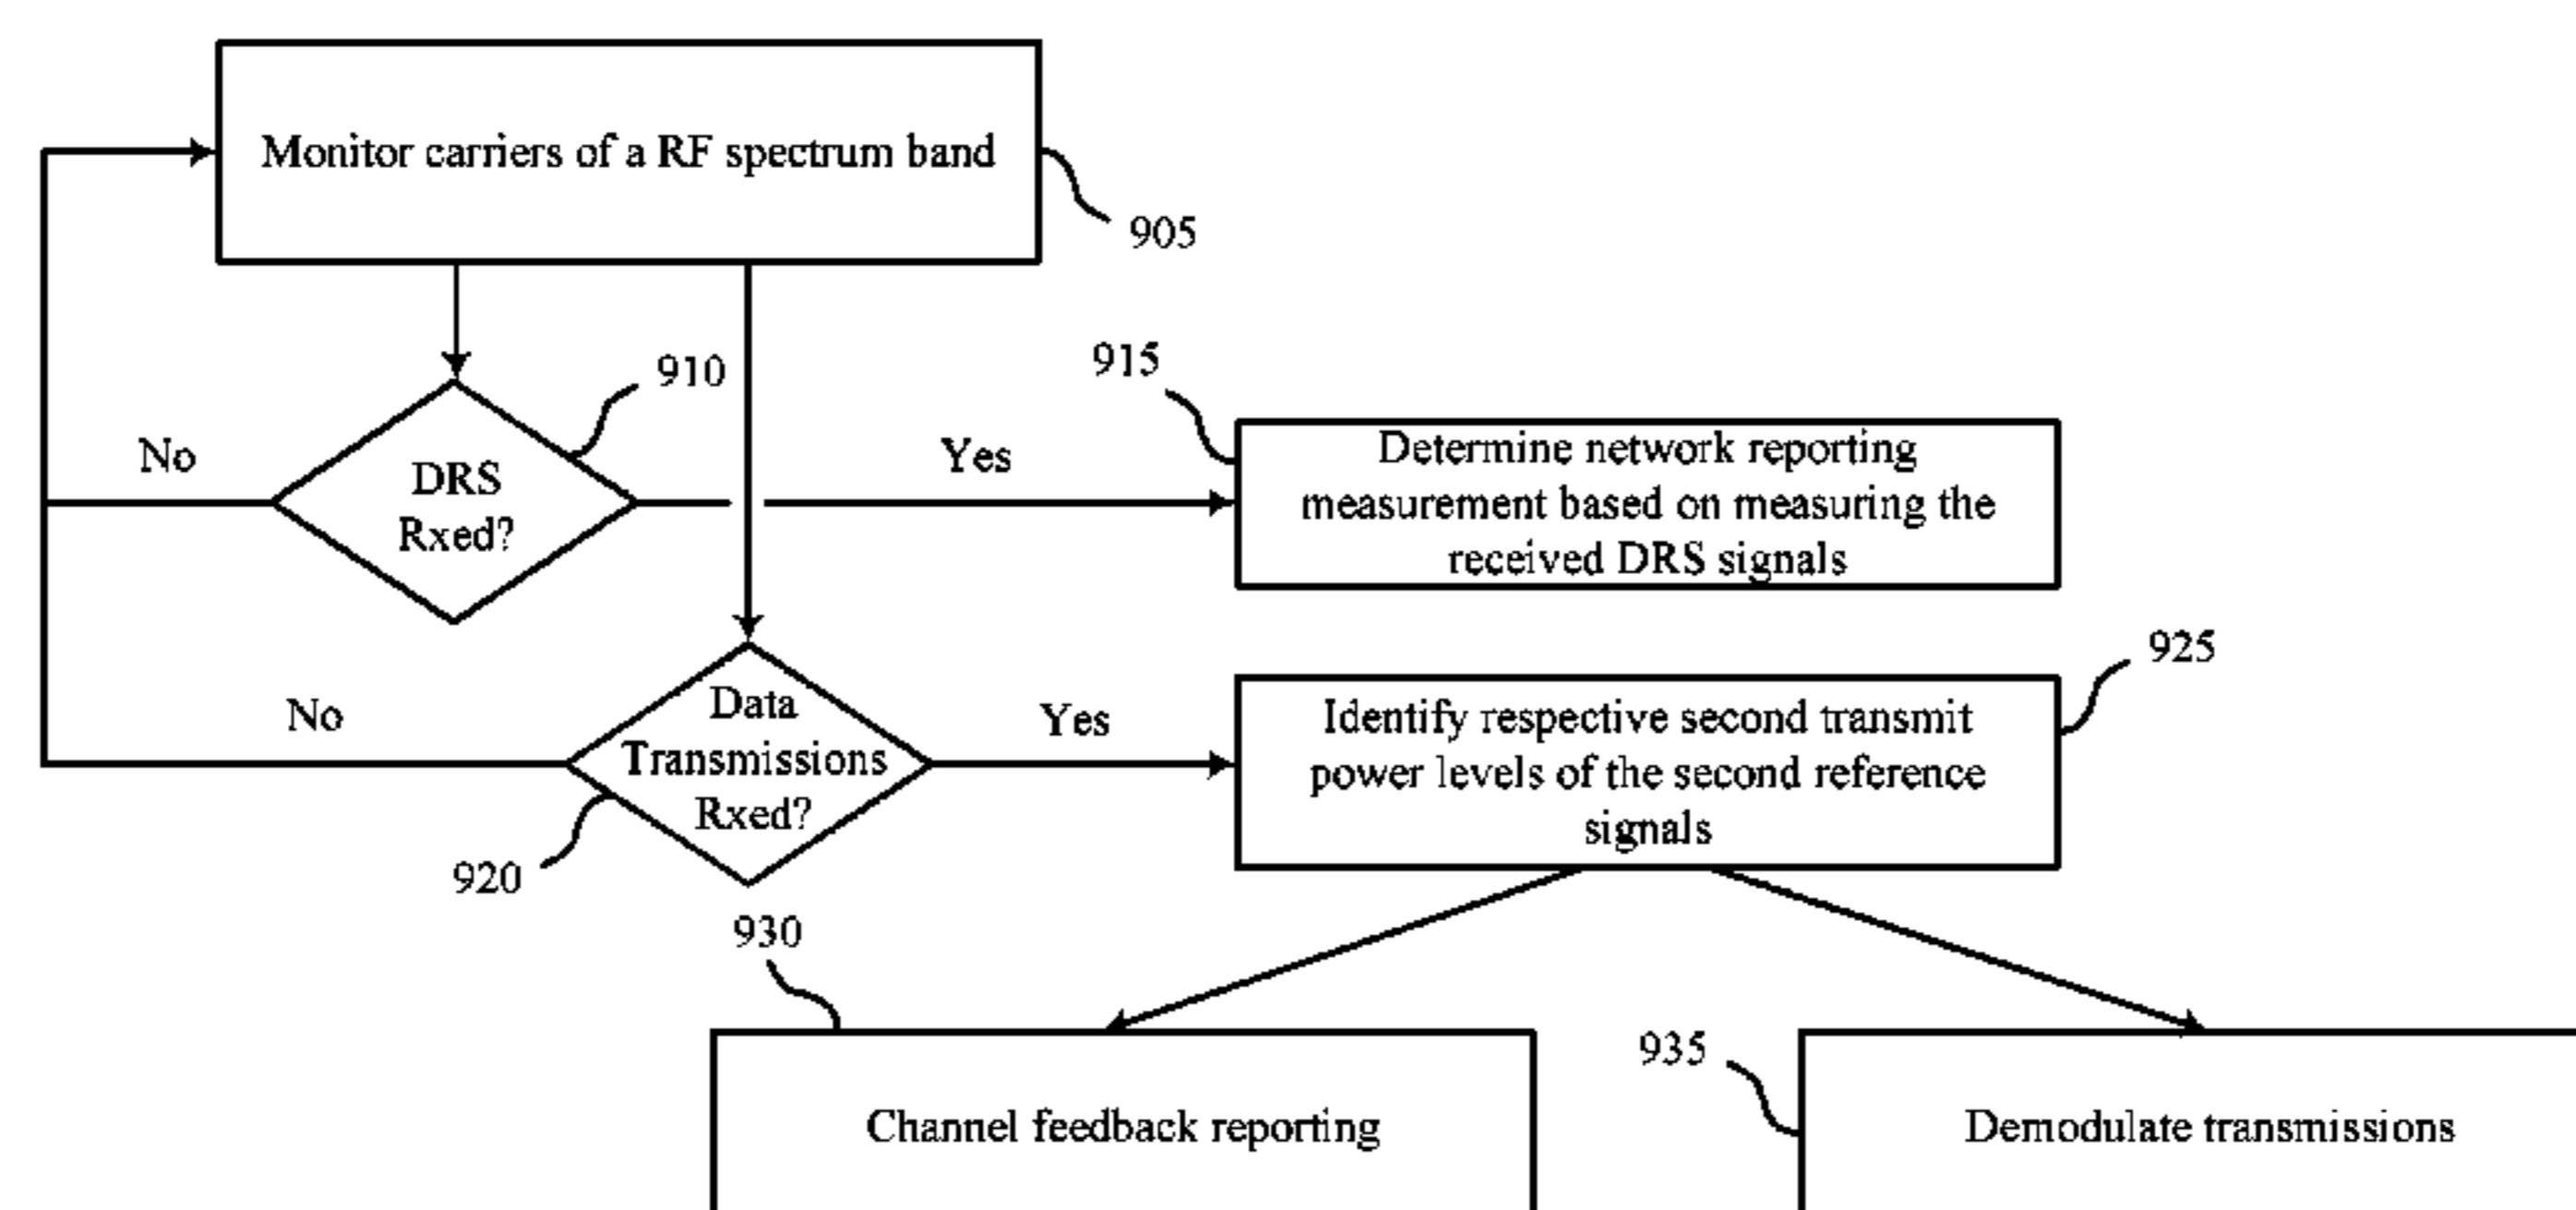 Monitor carriers of a RF spectrum band
905
910
915
No
DRS
Rxed?
Yes
Determine network reporting
measurement based on measuring the
received DRS signals
925
No
Data
Transmissions
Rxed?
Yes
Identify respective second transmit
power levels of the second reference
signals
920
930
935
Channel feedback reporting
Demodulate transmissions